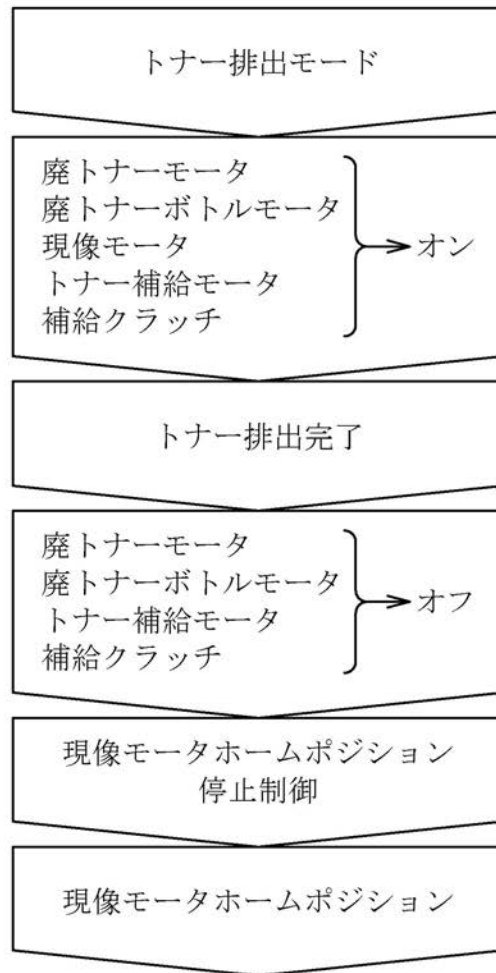 トナー排出モード
廃トナーモータ
廃トナーボトルモータ
現像モータ
トナー補給モータ
補給クラッチ
オン
トナー排出完了
廃トナーモータ
廃トナーボトルモータ
トナー補給モータ
補給クラッチ
オフ
現像モータホームポジション
停止制御
現像モータホームポジション